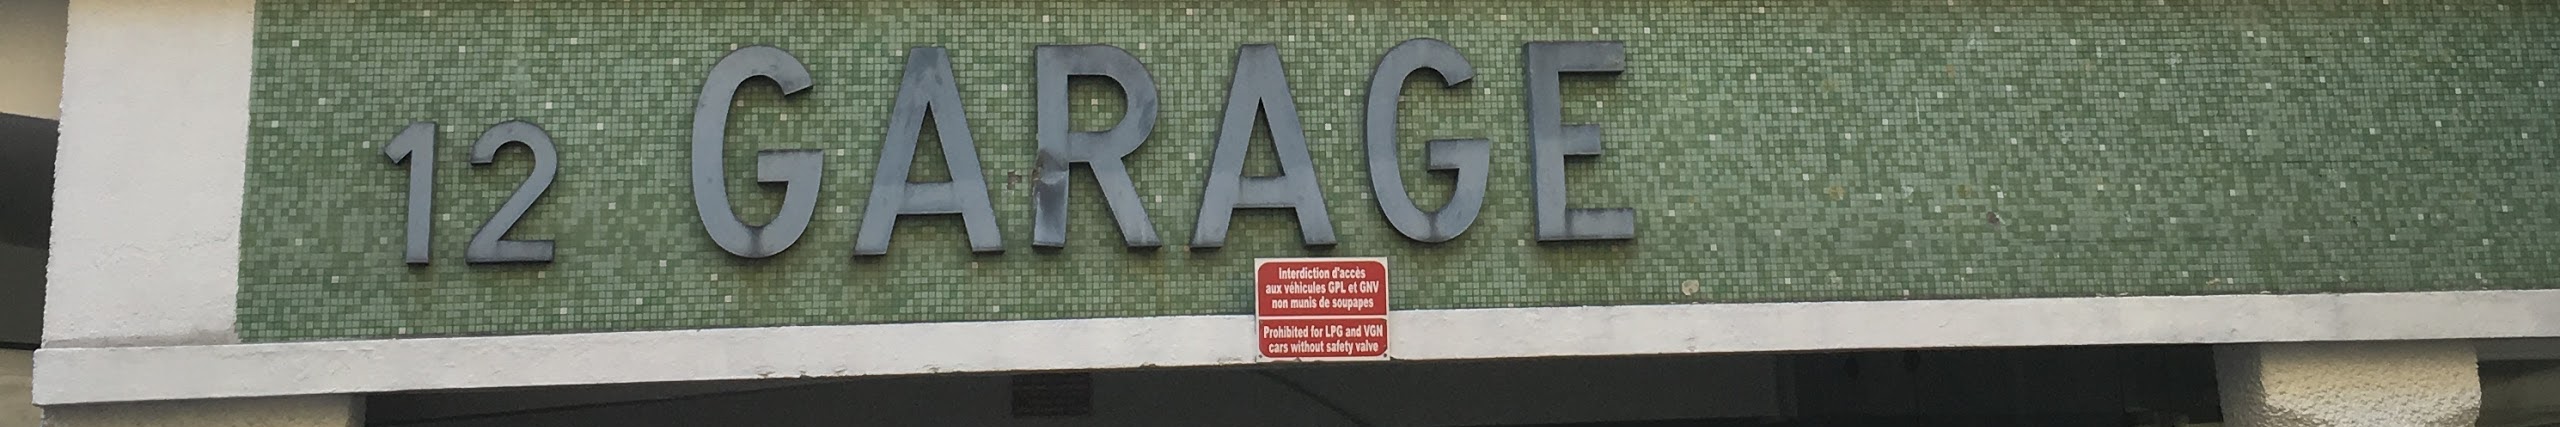 12 GARAGE
Interdiction d'accès
aux véhicules GPL et GNV
non munis de soupapes
Prohibited for LPG and VGN
cars without safety valve